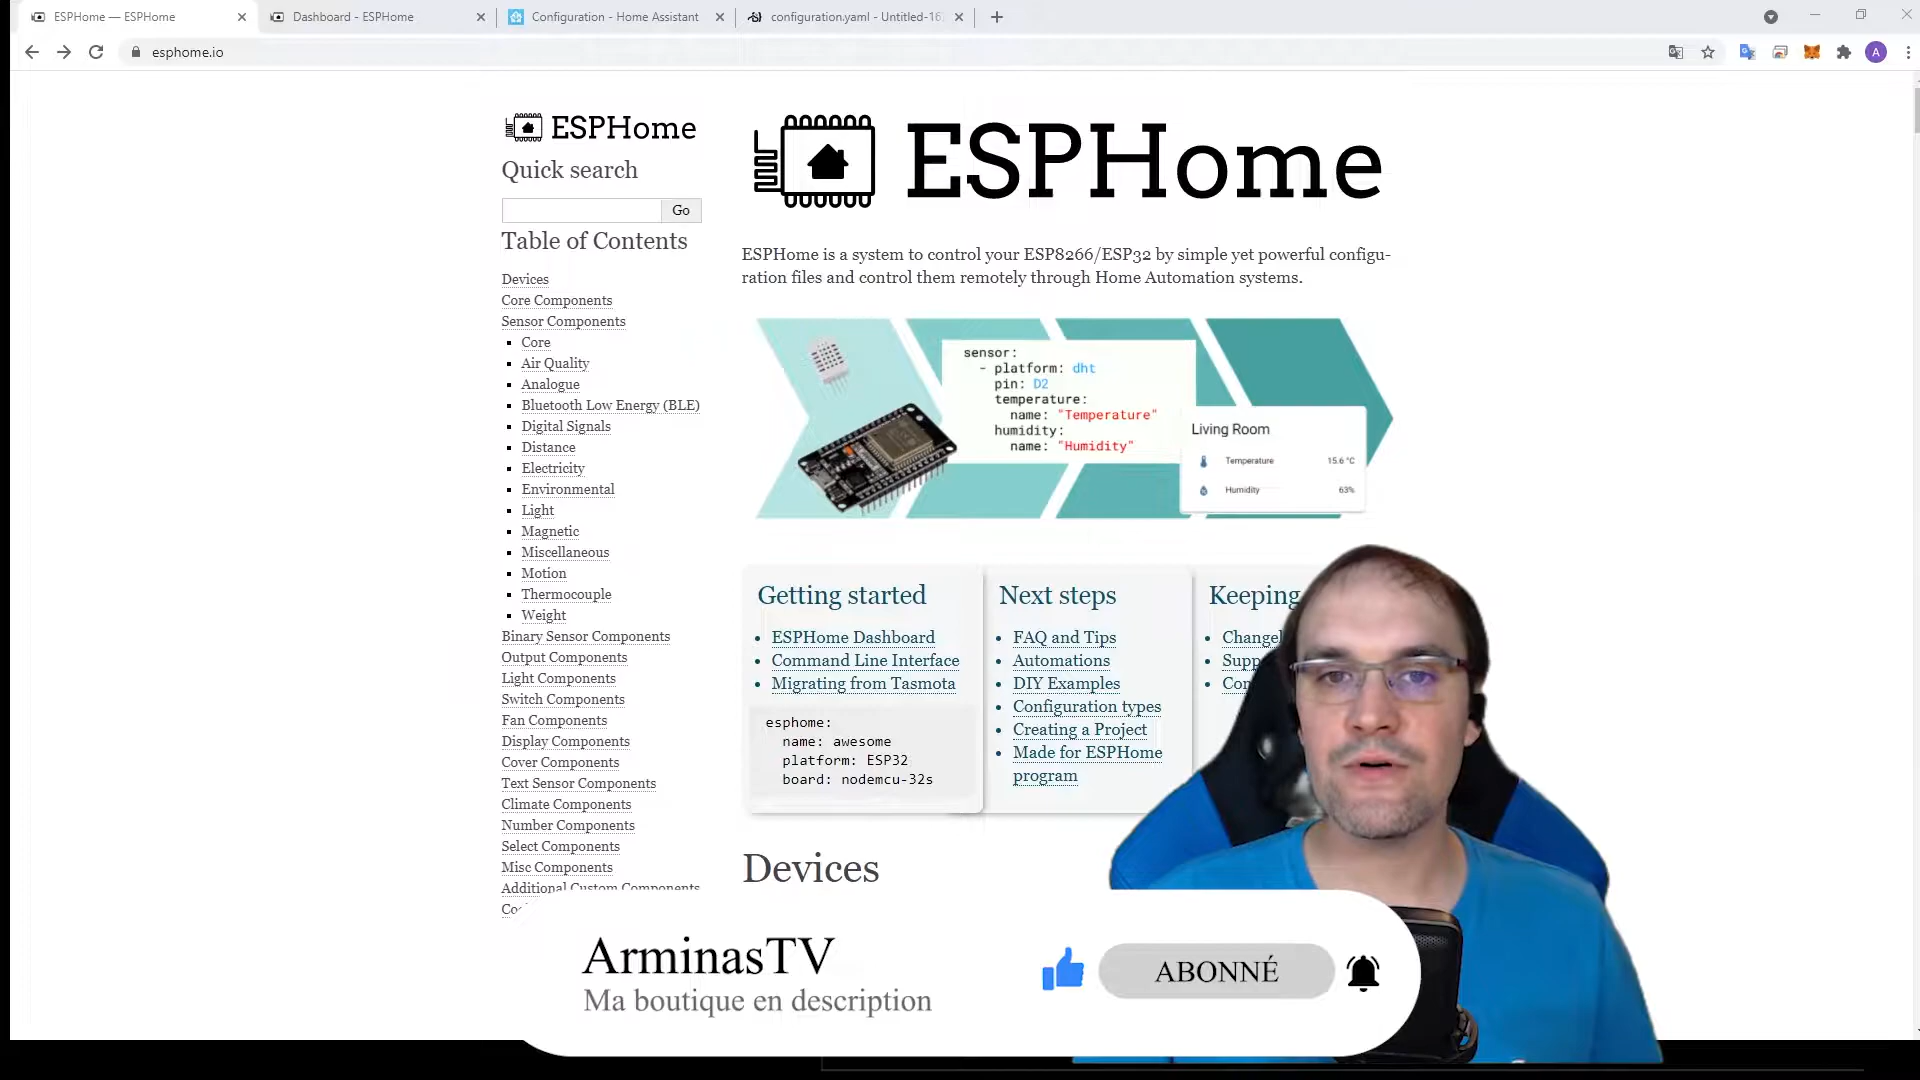 ESPHome — ESPHome
Dashboard - ESPHome
Configuration - Home Assistant
configuration.yaml - Untitled-16
esphome.io
A
ESPHome
Quick search
Go
Table of Contents
Devices
Core Components
Sensor Components
Core
Air Quality
Analogue
Bluetooth Low Energy (BLE)
Digital Signals
Distance
Electricity
Environmental
Light
Magnetic
Miscellaneous
Motion
Thermocouple
Weight
Binary Sensor Components
Output Components
Light Components
Switch Components
Fan Components
Display Components
Cover Components
Text Sensor Components
Climate Components
Number Components
Select Components
Misc Components
Additional Custom Components
ESPHome
ESPHome is a system to control your ESP8266/ESP32 by simple yet powerful configu-
ration files and control them remotely through Home Automation systems.
sensor:
- platform: dht
pin: D2
temperature:
name: "Temperature"
humidity:
name: "Humidity"
Living Room
Temperature 15.6 °C
Humidity 63%
Getting started
ESPHome Dashboard
Command Line Interface
Migrating from Tasmota
esphome:
name: awesome
platform: ESP32
board: nodemcu-32s
Next steps
FAQ and Tips
Automations
DIY Examples
Configuration types
Creating a Project
Made for ESPHome
program
Keeping
Devices
ArminasTV
Ma boutique en description
ABONNÉ